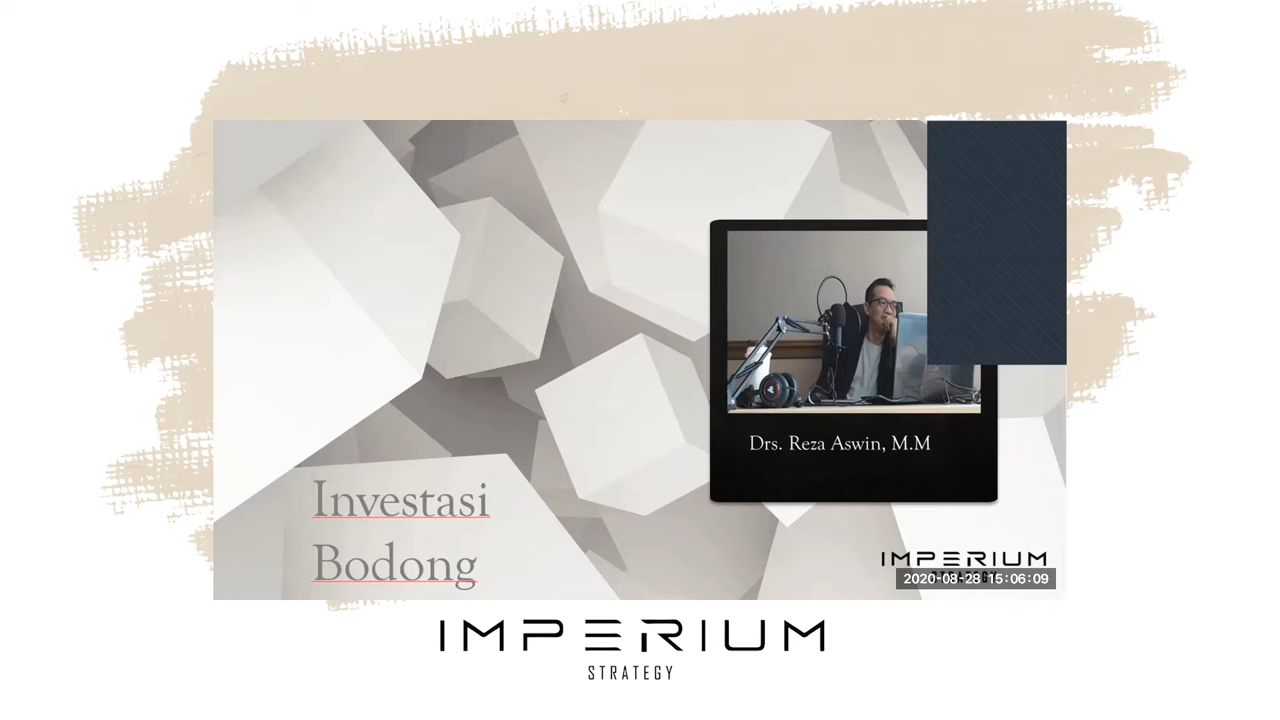 Drs. Reza Aswin, M.M
Investasi
Bodong
IMPERIUM
2020-08-28 15:06:09
IMPERIUM
STRATEGY